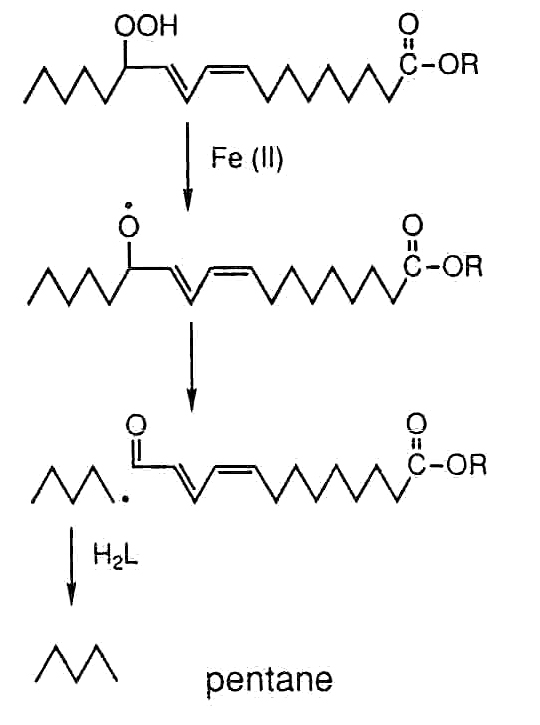 OOH
O
C-OR
Fe (II)
O
O
C-OR
O
O
C-OR
H₂L
pentane